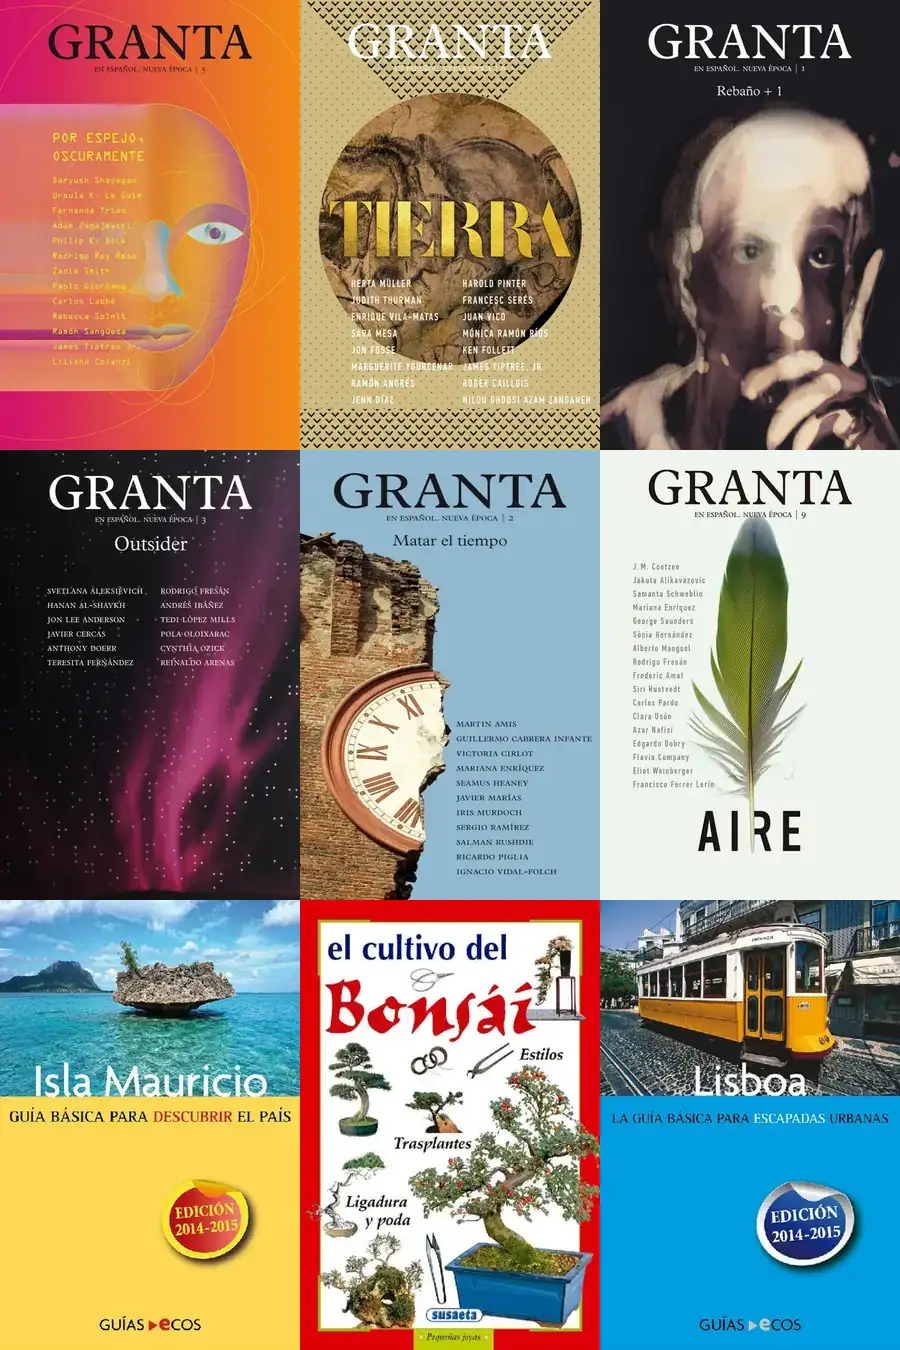 GRANTA
EN ESPAÑOL. NUEVA ÉPOCA | 5
POR ESPEJO,
OSCURAMENTE
Daryush Shayegan
Ursula K. Le Guin
Fernanda Trías
Adam Zagajewski
Philip K. Dick
Rodrigo Rey Rosa
Zadie Smith
Paolo Giordano
Carlos Labbé
Rebecca Solnit
Ramón Sangüesa
James Tiptree Jr.
Liliana Colanzi
GRANTA
TIERRA
HERTA MÜLLER
JUDITH THURMAN
ENRIQUE VILA-MATAS
SARA MESA
JON FOSSE
MARGUERITE YOURCENAR
RAMÓN ANDRÉS
JENN DÍAZ
HAROLD PINTER
FRANCESC SERÉS
JUAN VICO
MÓNICA RAMÓN RÍOS
KEN FOLLETT
JAMES TIPTREE, JR.
ROGER CAILLOIS
NILOU GHODSI AZAM ZANGANEH
GRANTA
EN ESPAÑOL. NUEVA ÉPOCA | 1
Rebaño + 1
GRANTA
EN ESPAÑOL. NUEVA ÉPOCA | 3
Outsider
SVETLANA ALEKSIÉVICH
HANAN AL-SHAYKH
JON LEE ANDERSON
JAVIER CERCAS
ANTHONY DOERR
TERESITA FERNÁNDEZ
RODRIGO FRESÁN
ANDRÉS IBÁÑEZ
TEDI LÓPEZ MILLS
POLA OLOIXARAC
CYNTHIA OZICK
REINALDO ARENAS
GRANTA
EN ESPAÑOL. NUEVA ÉPOCA | 2
Matar el tiempo
MARTIN AMIS
GUILLERMO CABRERA INFANTE
VICTORIA CIRLOT
MARIANA ENRÍQUEZ
SEAMUS HEANEY
JAVIER MARÍAS
IRIS MURDOCH
SERGIO RAMÍREZ
SALMAN RUSHDIE
RICARDO PIGLIA
IGNACIO VIDAL-FOLCH
GRANTA
EN ESPAÑOL. NUEVA ÉPOCA | 9
J. M. Coetzee
Jakuta Alikavazovic
Samanta Schweblin
Mariana Enríquez
George Saunders
Sònia Hernández
Alberto Manguel
Rodrigo Fresán
Frederic Amat
Siri Hustvedt
Carlos Pardo
Clara Usón
Azar Nafisi
Edgardo Dobry
Flavia Company
Eliot Weinberger
Francisco Ferrer Lerín
AIRE
Isla Mauricio
GUÍA BÁSICA PARA DESCUBRIR EL PAÍS
EDICIÓN
2014-2015
GUÍAS ECOS
el cultivo del
Bonsái
Estilos
Trasplantes
Ligadura
y poda
susaeta
Pequeñas joyas
Lisboa
LA GUÍA BÁSICA PARA ESCAPADAS URBANAS
EDICIÓN
2014-2015
GUÍAS ECOS